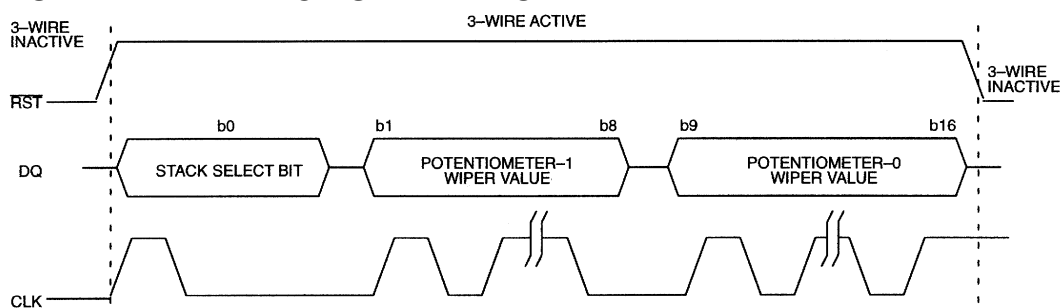 3–WIRE
INACTIVE
3–WIRE ACTIVE
3–WIRE
INACTIVE
RST
b0
b1
b8
b9
b16
DQ
STACK SELECT BIT
POTENTIOMETER–1
WIPER VALUE
POTENTIOMETER–0
WIPER VALUE
CLK